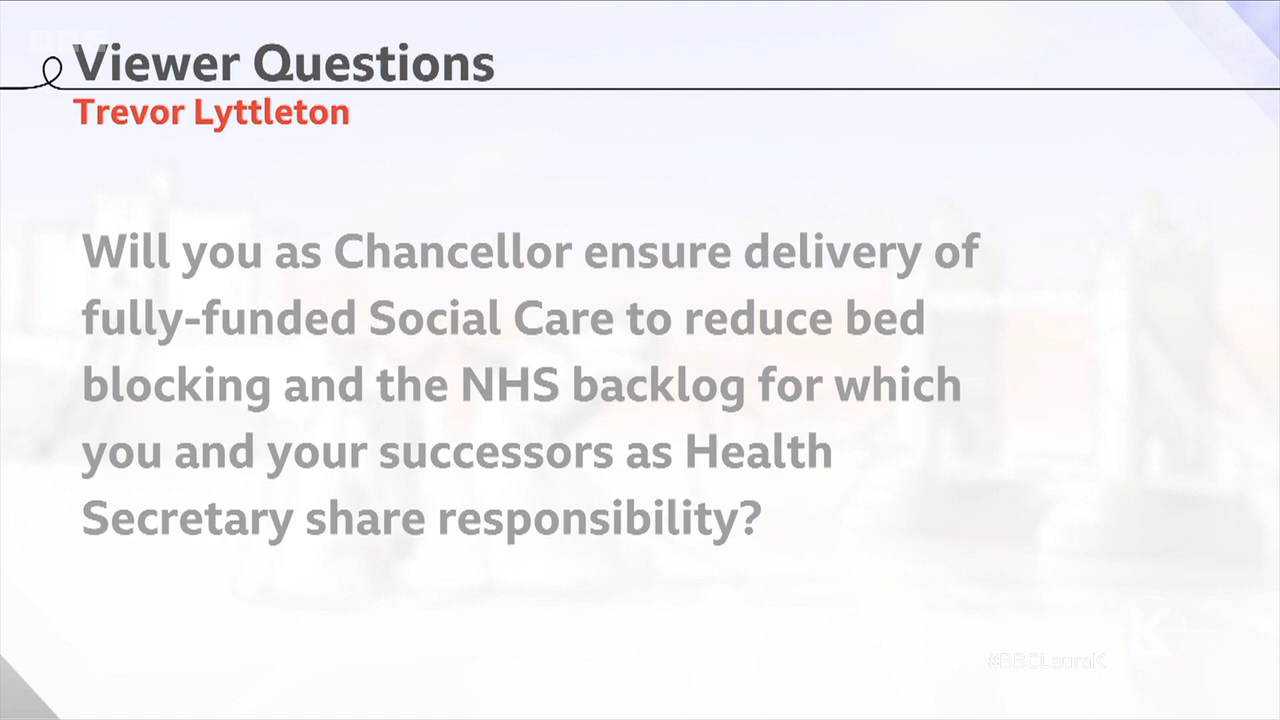 BBC
Viewer Questions
Trevor Lyttleton
Will you as Chancellor ensure delivery of
fully-funded Social Care to reduce bed
blocking and the NHS backlog for which
you and your successors as Health
Secretary share responsibility?
K
#BBCLauraK